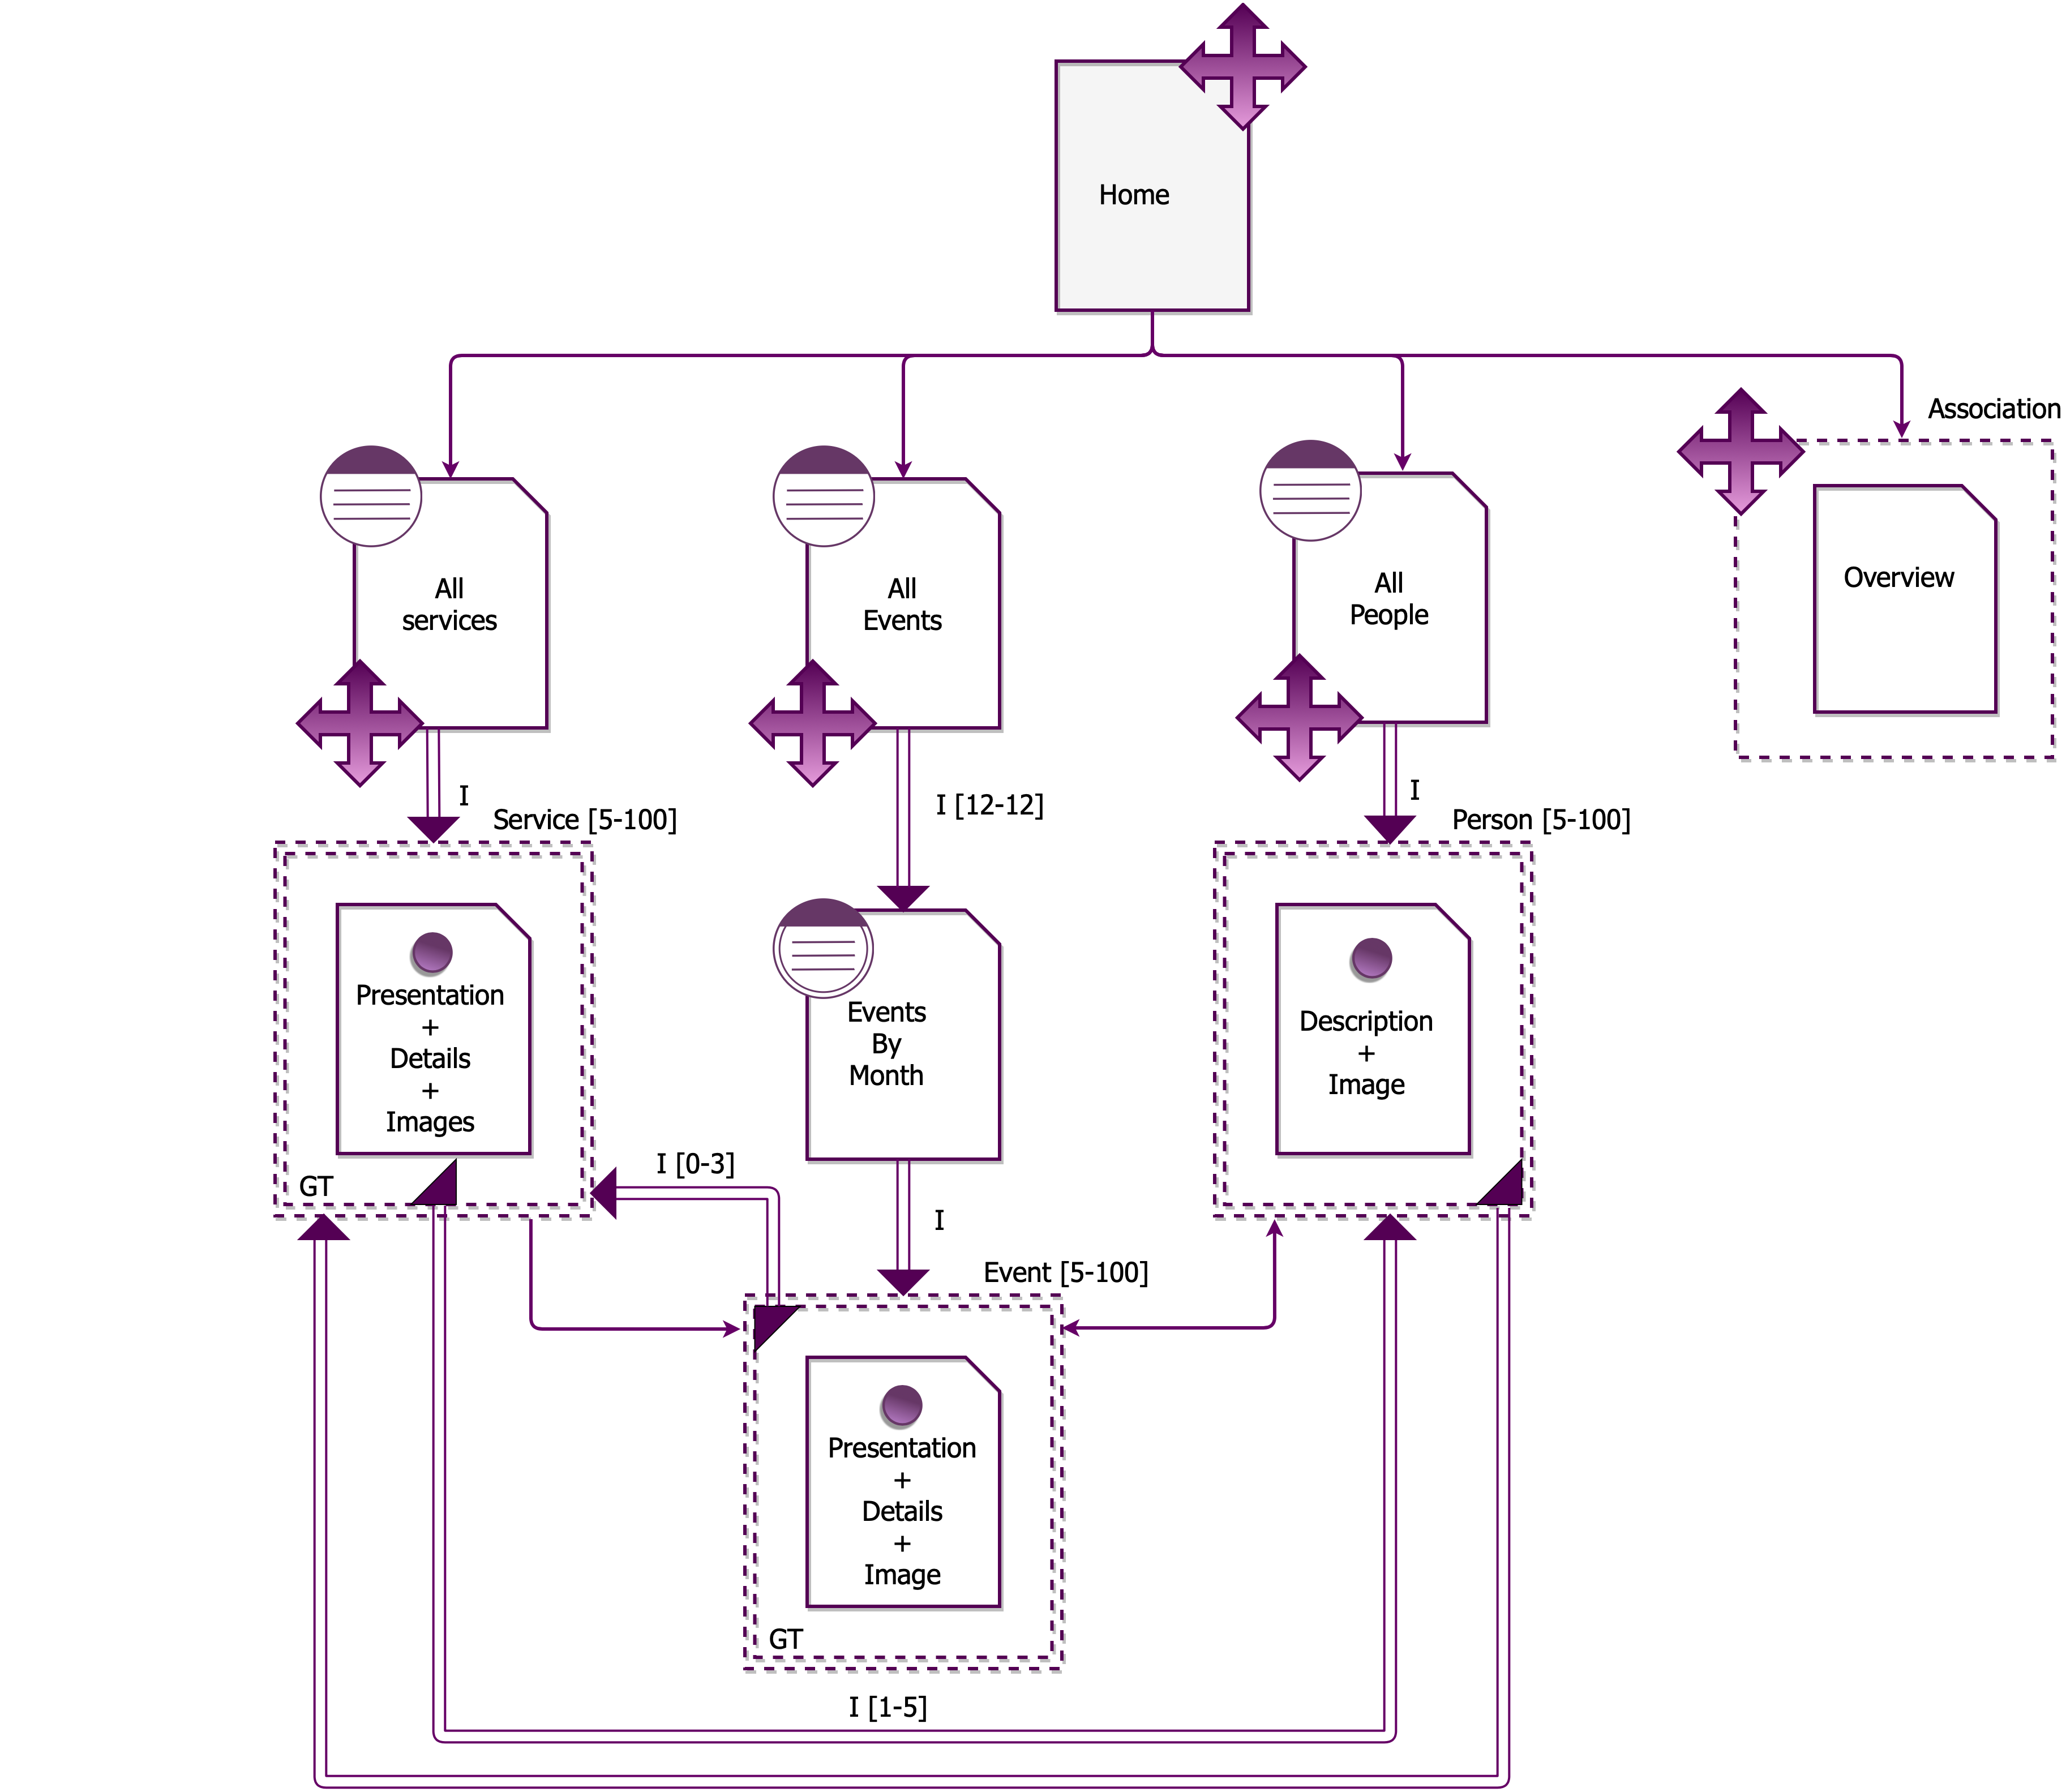 Home
Association
All
services
All
Events
All
People
Overview
I
I [12-12]
I
Service [5-100]
Person [5-100]
Presentation
+
Details
+
Images
GT
Events
By
Month
Description
+
Image
I [0-3]
I
Event [5-100]
Presentation
+
Details
+
Image
GT
I [1-5]